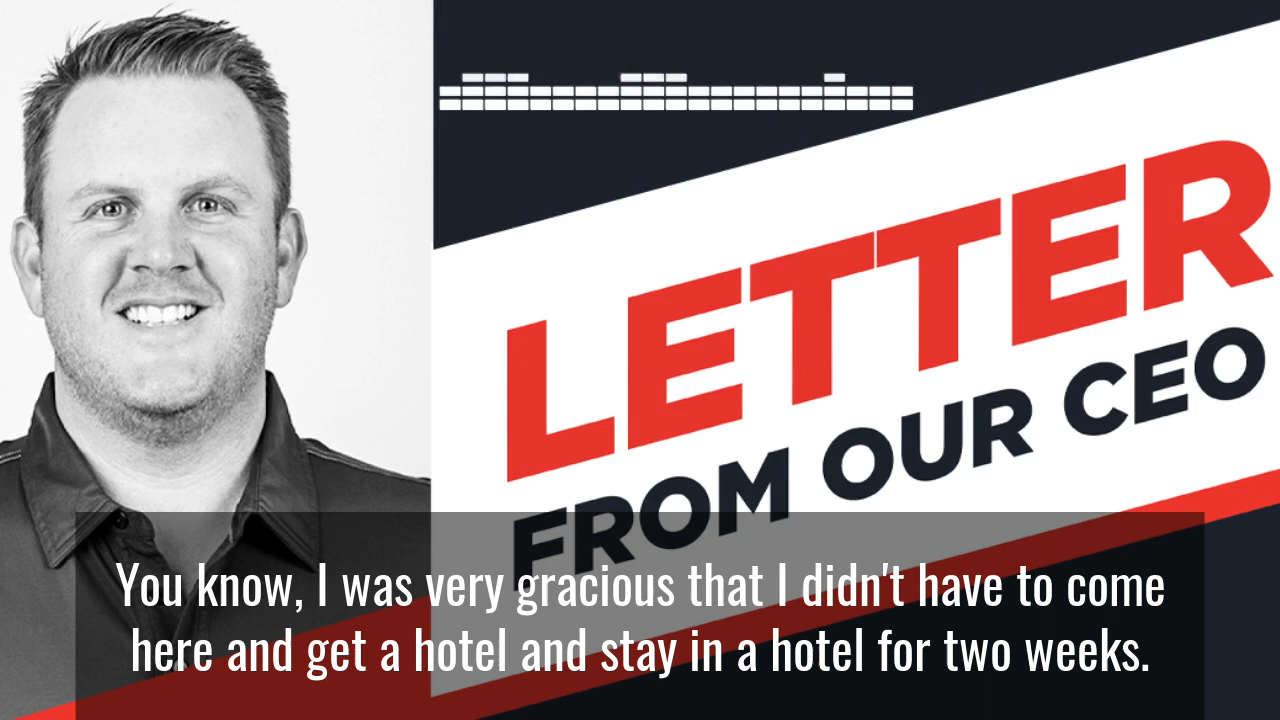 LETTER
FROM OUR CEO
You know, I was very gracious that I didn't have to come
here and get a hotel and stay in a hotel for two weeks.